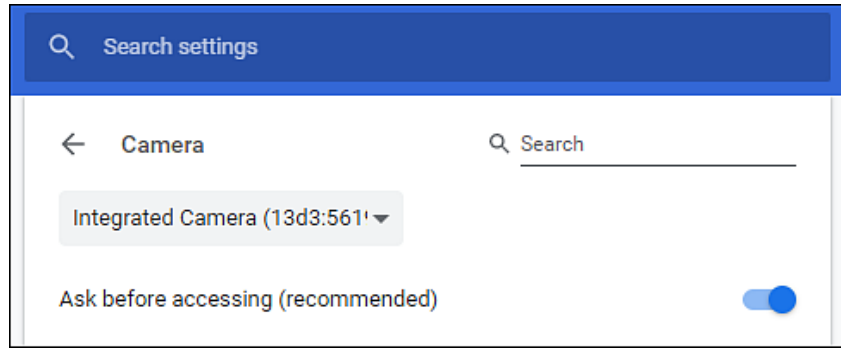 Search settings
Camera
Search
Integrated Camera (13d3:561
Ask before accessing (recommended)